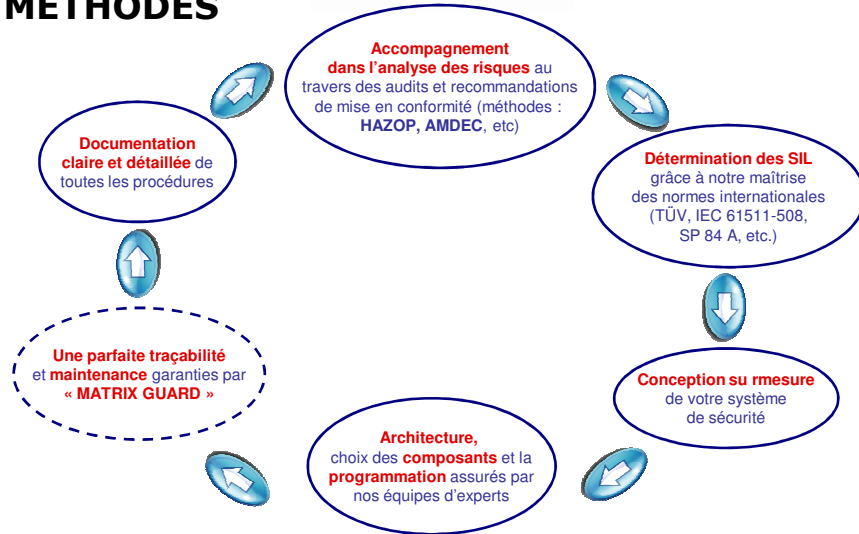 MÉTHODES
Accompagnement
dans l'analyse des risques au
travers des audits et recommandations
de mise en conformité (méthodes :
HAZOP, AMDEC, etc)
Détermination des SIL
grâce à notre maîtrise
des normes internationales
(TÜV, IEC 61511-508,
SP 84 A, etc.)
Conception su rmesure
de votre système
de sécurité
Architecture,
choix des composants et la
programmation assurés par
nos équipes d'experts
Une parfaite traçabilité
et maintenance garanties par
« MATRIX GUARD »
Documentation
claire et détaillée de
toutes les procédures